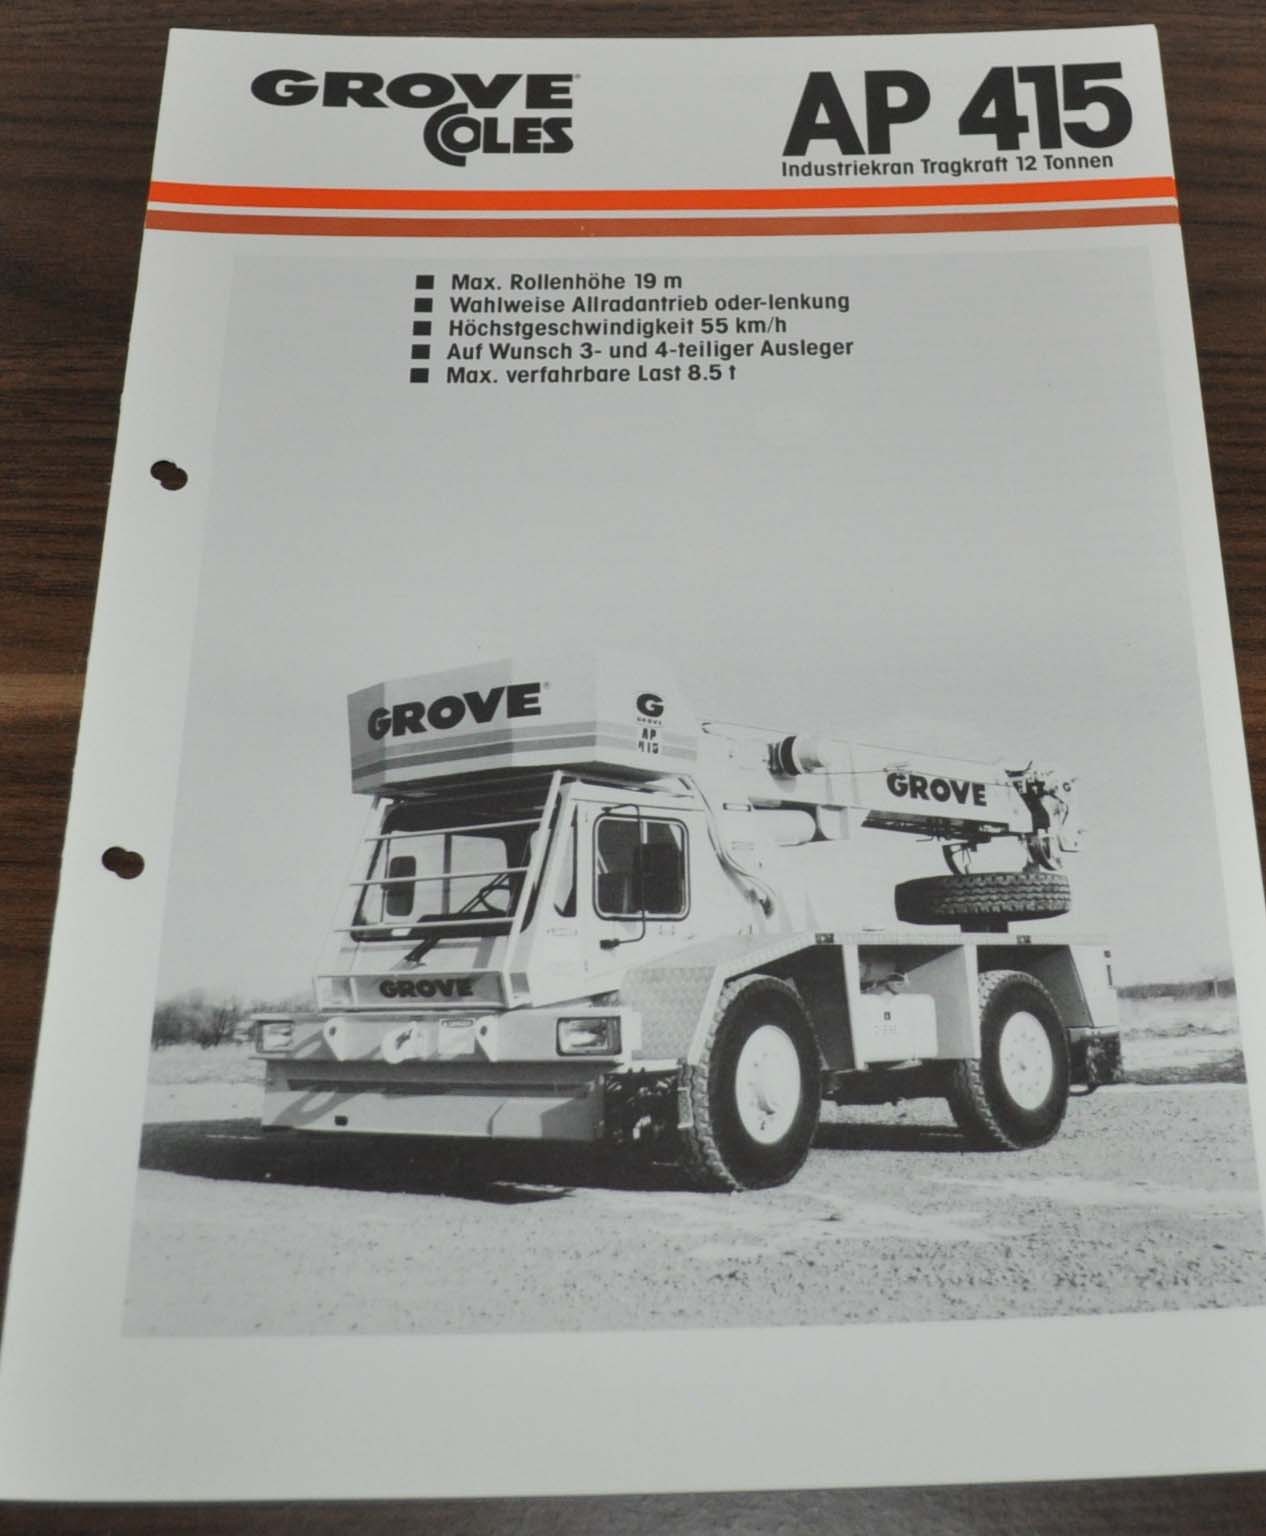 GROVE
COLES
AP 415
Industriekran Tragkraft 12 Tonnen
■ Max. Rollenhöhe 19 m
■ Wahlweise Allradantrieb oder-lenkung
■ Höchstgeschwindigkeit 55 km/h
■ Auf Wunsch 3- und 4-teiliger Ausleger
■ Max. verfahrbare Last 8.5 t
GROVE
G
GROVE
AP
415
GROVE
GROVE